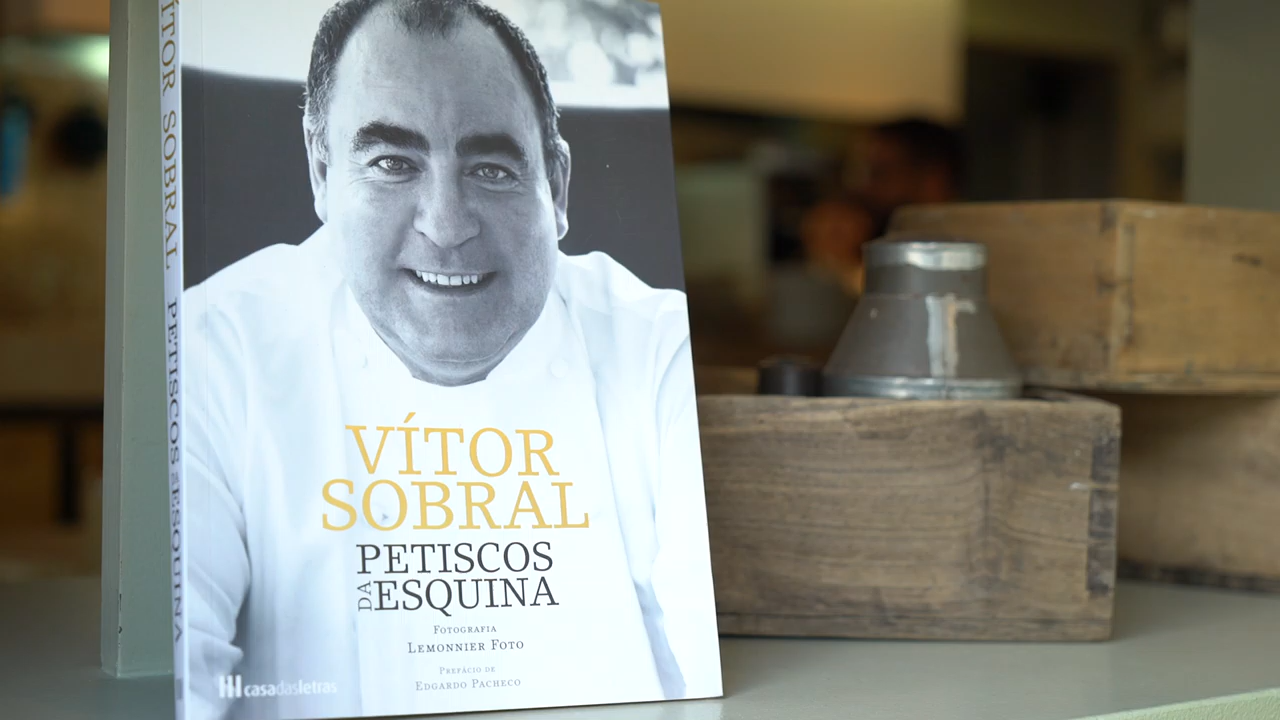 VÍTOR
SOBRAL
PETISCOS
DA ESQUINA
FOTOGRAFIA
LEMONNIER FOTO
PREFÁCIO DE
EDGARDO PACHECO
casadasletras
VÍTOR SOBRAL PETISCOS DA ESQUINA